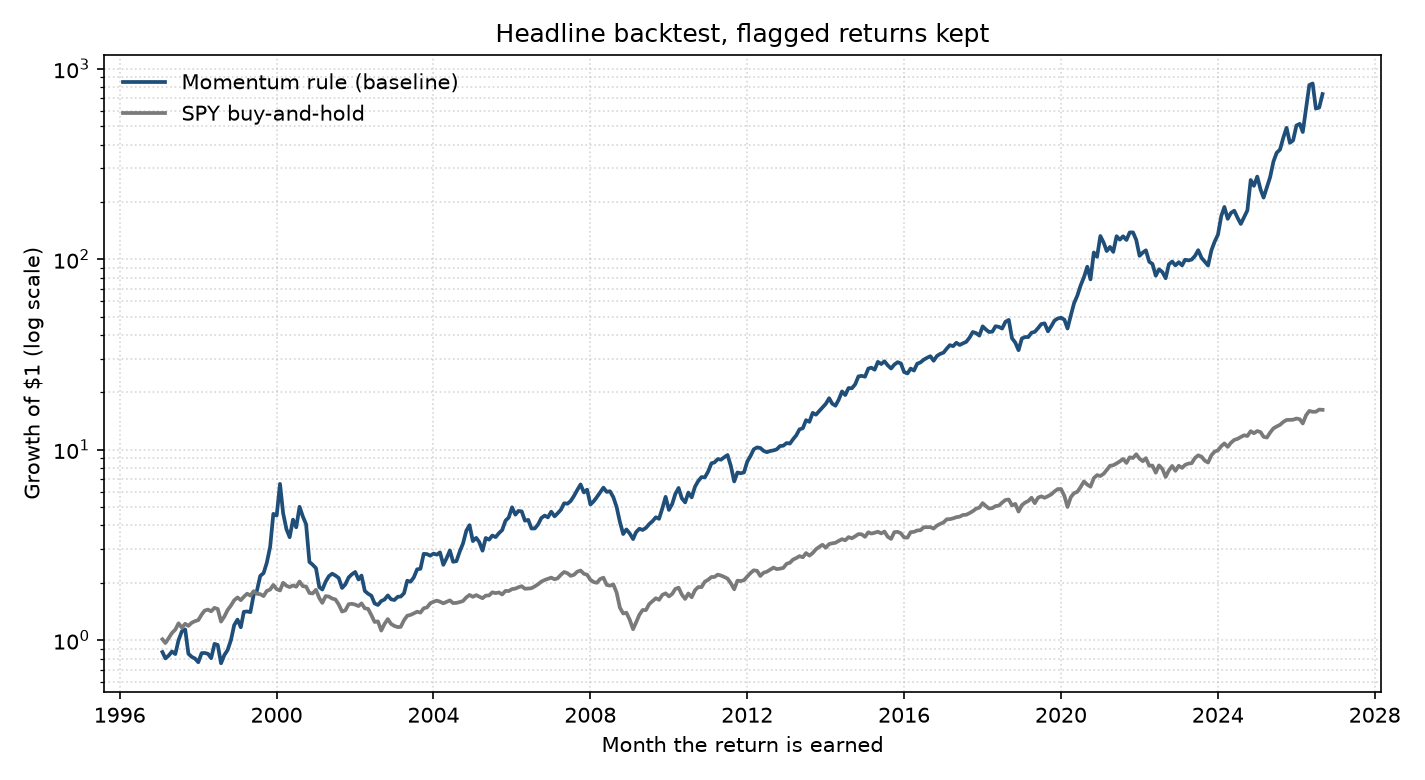 Headline backtest, flagged returns kept
Momentum rule (baseline)
SPY buy-and-hold
Growth of $1 (log scale)
10³
10²
10¹
10⁰
1996 2000 2004 2008 2012 2016 2020 2024 2028
Month the return is earned